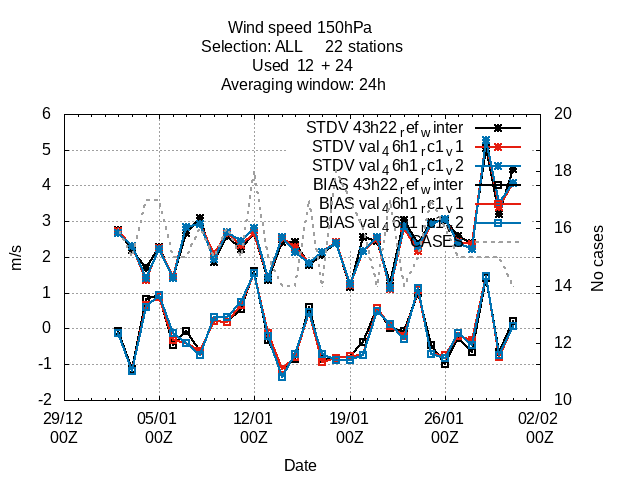 Wind speed 150hPa
Selection: ALL 22 stations
Used 12 + 24
Averaging window: 24h
6 20
STDV 43h22_ref_winter
STDV val_46h1_rc1_v1
STDV val_46h1_rc1_v2
BIAS 43h22_ref_winter
BIAS val_46h1_rc1_v1
BIAS val_46h1_rc1_v2
CASES
5
4 18
3
2 16
1 14
0
-1 12
-2 10
m/s
No cases
29/12 05/01 12/01 19/01 26/01 02/02
00Z 00Z 00Z 00Z 00Z 00Z
Date